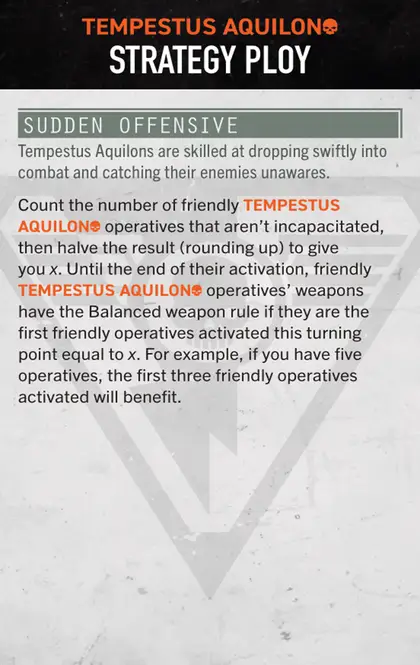 TEMPESTUS AQUILON
STRATEGY PLOY
SUDDEN OFFENSIVE
Tempestus Aquilons are skilled at dropping swiftly into
combat and catching their enemies unawares.
Count the number of friendly TEMPESTUS
AQUILON operatives that aren't incapacitated,
then halve the result (rounding up) to give
you x. Until the end of their activation, friendly
TEMPESTUS AQUILON operatives' weapons
have the Balanced weapon rule if they are the
first friendly operatives activated this turning
point equal to x. For example, if you have five
operatives, the first three friendly operatives
activated will benefit.